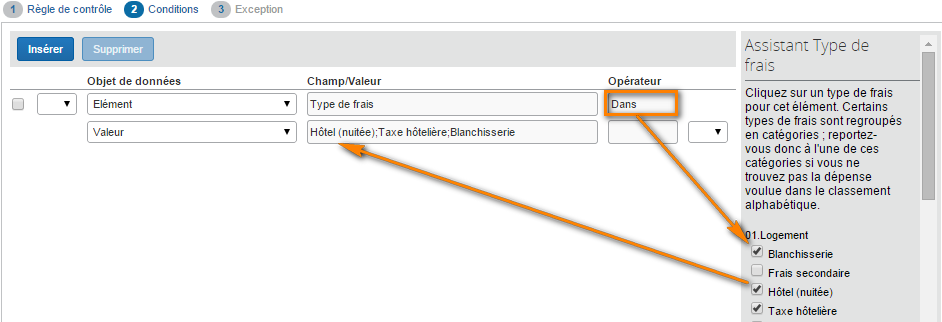 1 Règle de contrôle 2 Conditions 3 Exception
Insérer Supprimer
Objet de données Champ/Valeur Opérateur
Elément Type de frais Dans
Valeur Hôtel (nuitée);Taxe hôtelière;Blanchisserie
Assistant Type de
frais
Cliquez sur un type de frais
pour cet élément. Certains
types de frais sont regroupés
en catégories ; reportez-
vous donc à l'une de ces
catégories si vous ne
trouvez pas la dépense
voulue dans le classement
alphabétique.
01.Logement
Blanchisserie
Frais secondaire
Hôtel (nuitée)
Taxe hôtelière